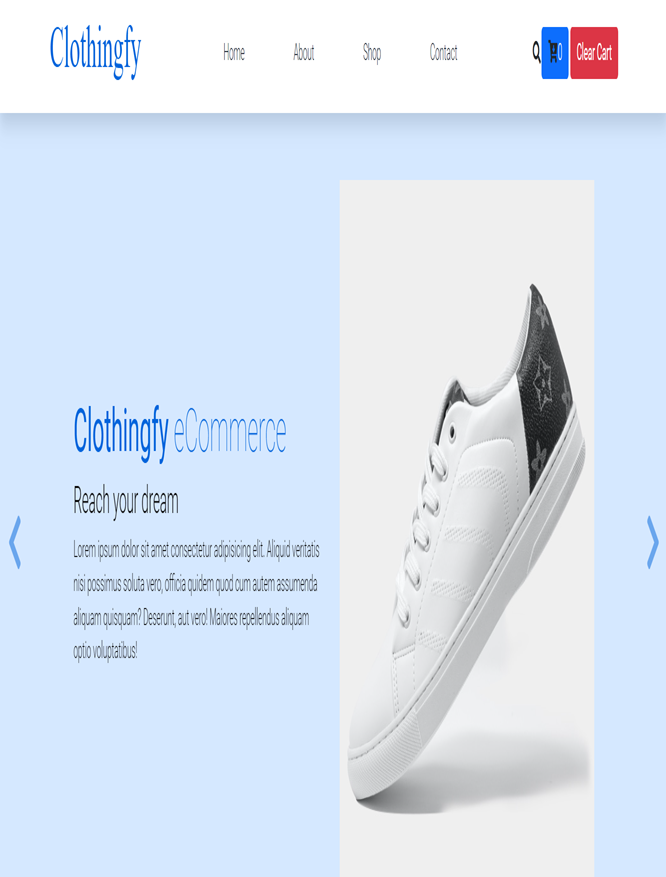 Clothingfy
Home About Shop Contact 0 Clear Cart
Clothingfy eCommerce
Reach your dream
Lorem ipsum dolor sit amet consectetur adipisicing elit. Aliquid veritatis
nisi possimus soluta vero, officia quidem quod cum autem assumenda
aliquam quisquam? Deserunt, aut vero! Maiores repellendus aliquam
optio voluptatibus!